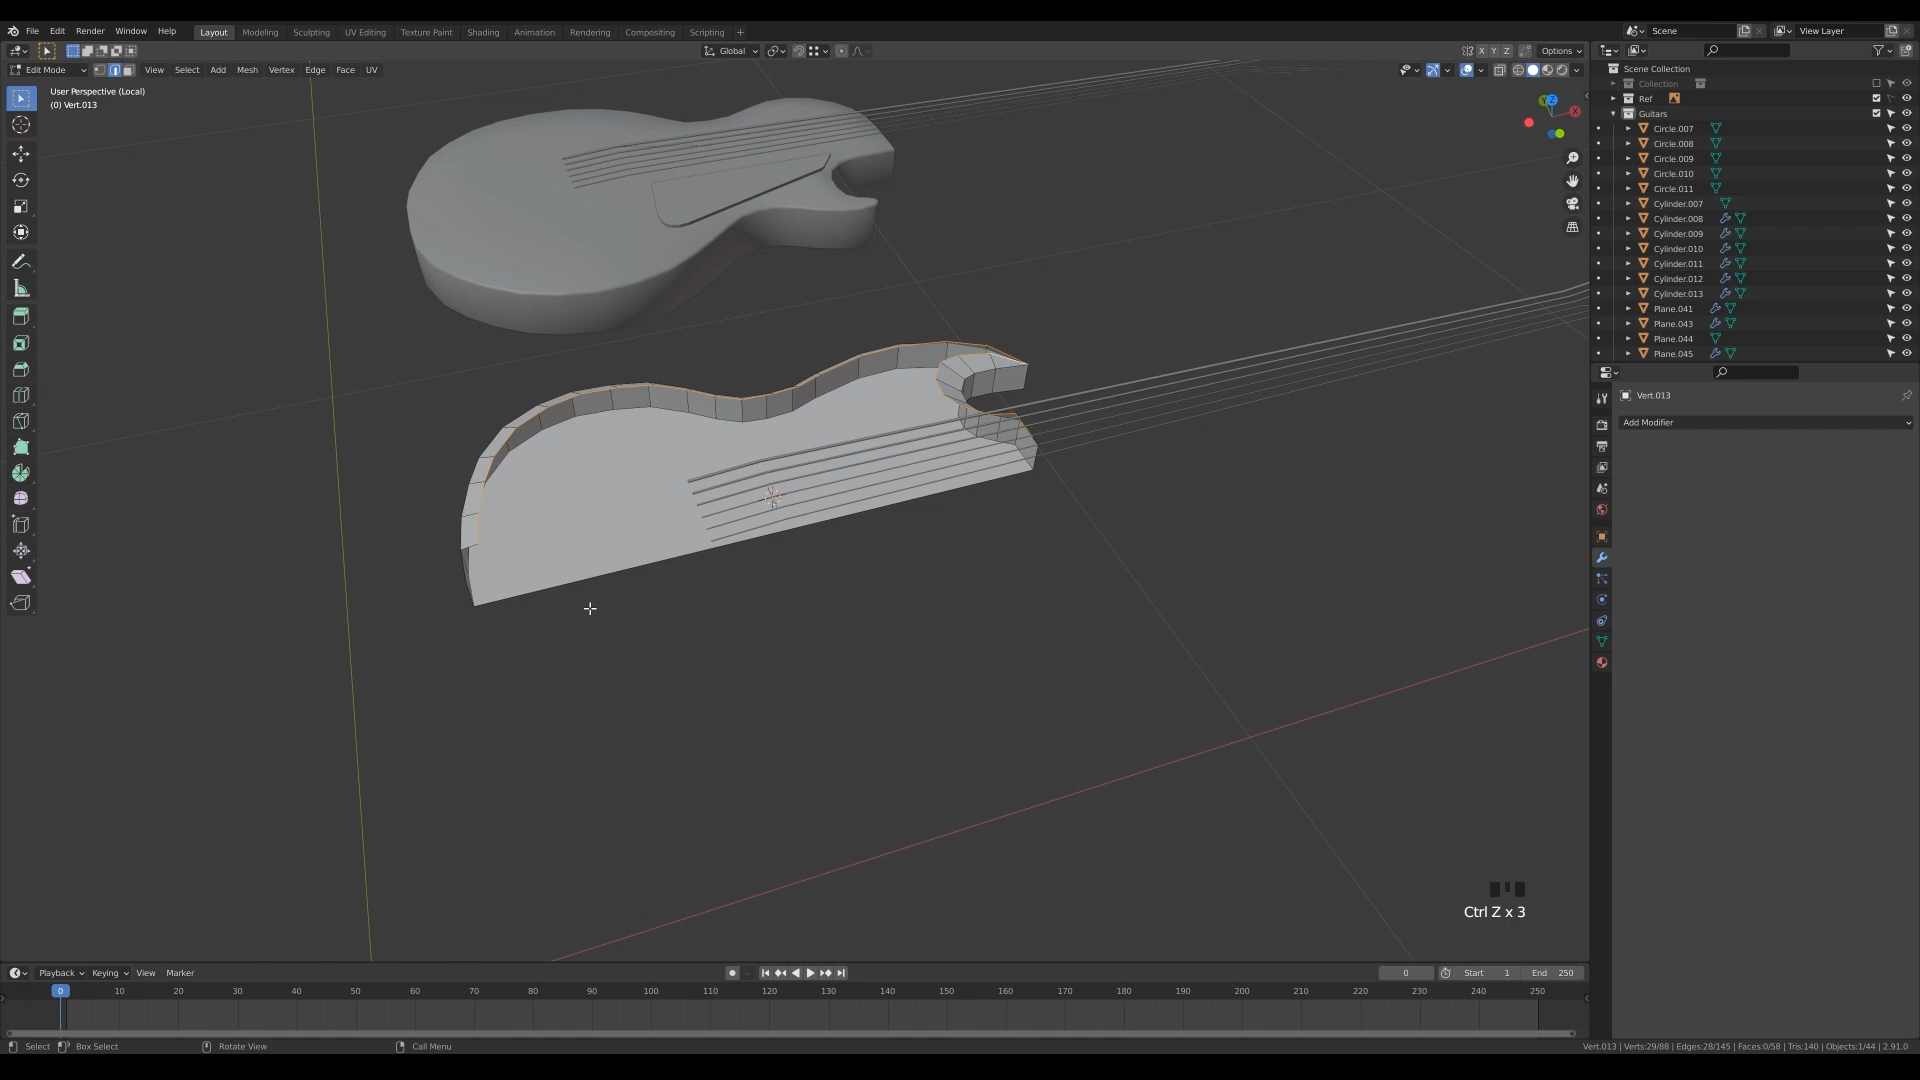 File Edit Render Window Help Layout Modeling Sculpting UV Editing Texture Paint Shading Animation Rendering Compositing Scripting + Scene View Layer
Global X Y Z Options
Edit Mode View Select Add Mesh Vertex Edge Face UV
User Perspective (Local)
(0) Vert.013
Scene Collection
Collection
Ref
Guitars
Circle.007
Circle.008
Circle.009
Circle.010
Circle.011
Cylinder.007
Cylinder.008
Cylinder.009
Cylinder.010
Cylinder.011
Cylinder.012
Cylinder.013
Plane.041
Plane.043
Plane.044
Plane.045
Vert.013
Add Modifier
Ctrl Z x 3
Playback Keying View Marker 0 Start 1 End 250
0 10 20 30 40 50 60 70 80 90 100 110 120 130 140 150 160 170 180 190 200 210 220 230 240 250
Select Box Select Rotate View Call Menu Vert.013 | Verts:29/88 | Edges:28/145 | Faces:0/58 | Tris:140 | Objects:1/44 | 2.91.0